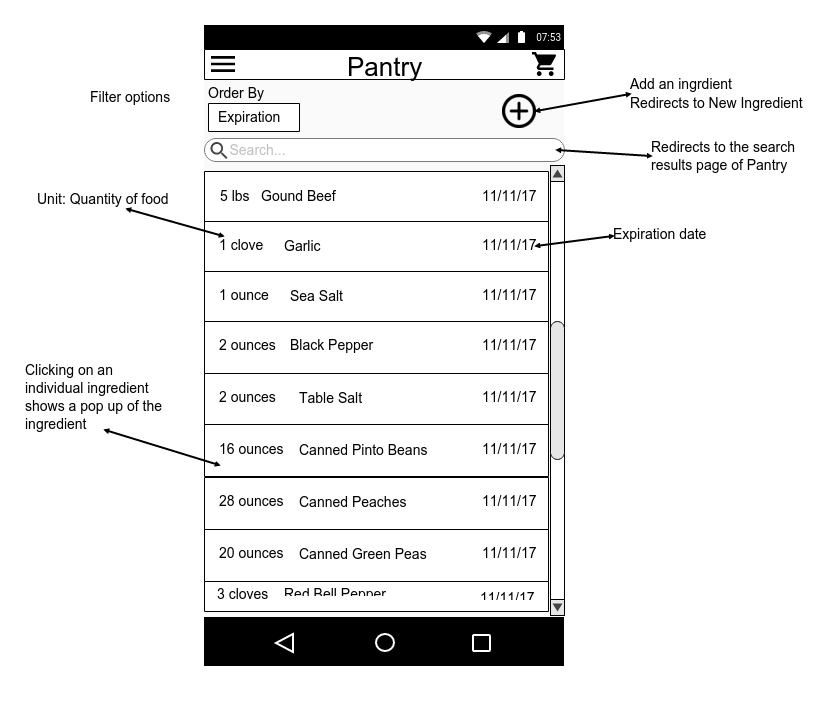 07:53
Pantry
Order By
Filter options
Expiration
Add an ingrdient
Redirects to New Ingredient
Search...
Redirects to the search
results page of Pantry
5 lbs Gound Beef 11/11/17
Unit: Quantity of food
1 clove Garlic 11/11/17
Expiration date
1 ounce Sea Salt 11/11/17
2 ounces Black Pepper 11/11/17
Clicking on an
individual ingredient
shows a pop up of the
ingredient
2 ounces Table Salt 11/11/17
16 ounces Canned Pinto Beans 11/11/17
28 ounces Canned Peaches 11/11/17
20 ounces Canned Green Peas 11/11/17
3 cloves Red Bell Pepper 11/11/17